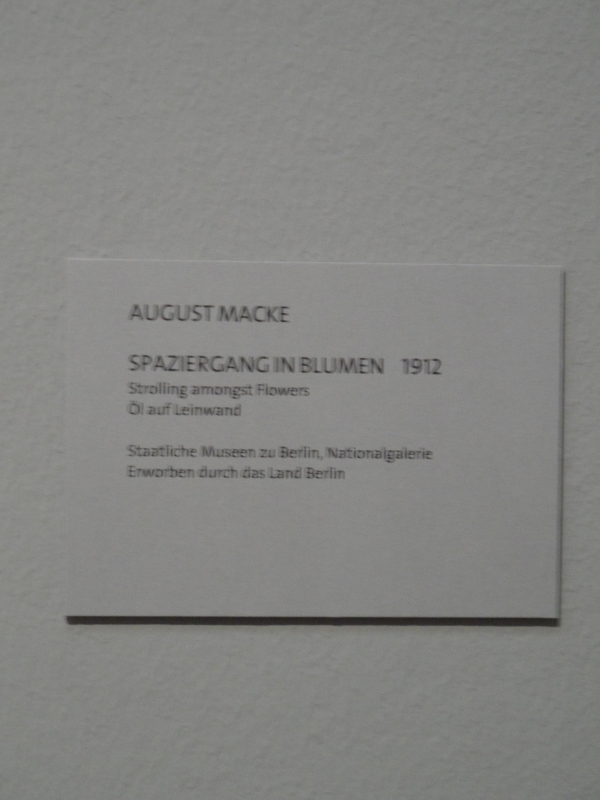 AUGUST MACKE
SPAZIERGANG IN BLUMEN 1912
Strolling amongst Flowers
Öl auf Leinwand
Staatliche Museen zu Berlin, Nationalgalerie
Erworben durch das Land Berlin